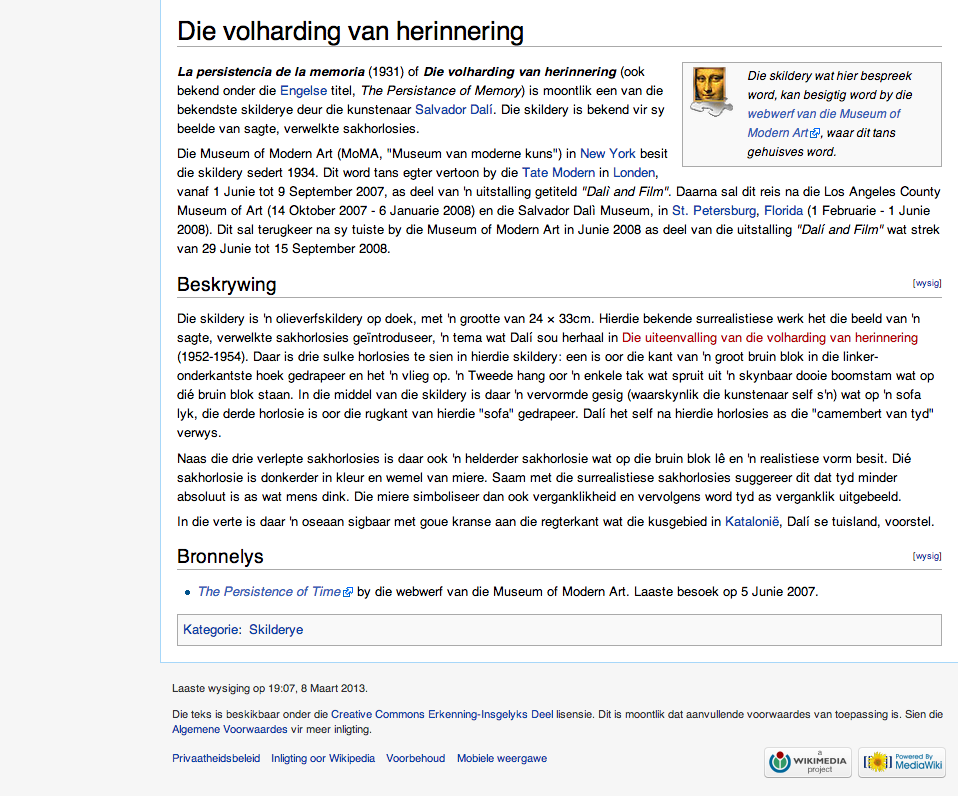 Die volharding van herinnering
La persistencia de la memoria (1931) of Die volharding van herinnering (ook
bekend onder die Engelse titel, The Persistance of Memory) is moontlik een van die
bekendste skilderye deur die kunstenaar Salvador Dalí. Die skildery is bekend vir sy
beelde van sagte, verwelkte sakhorlosies.
Die skildery wat hier bespreek
word, kan besigtig word by die
webwerf van die Museum of
Modern Art, waar dit tans
gehuisves word.
Die Museum of Modern Art (MoMA, "Museum van moderne kuns") in New York besit
die skildery sedert 1934. Dit word tans egter vertoon by die Tate Modern in Londen,
vanaf 1 Junie tot 9 September 2007, as deel van 'n uitstalling getiteld "Dalì and Film". Daarna sal dit reis na die Los Angeles County
Museum of Art (14 Oktober 2007 - 6 Januarie 2008) en die Salvador Dalì Museum, in St. Petersburg, Florida (1 Februarie - 1 Junie
2008). Dit sal terugkeer na sy tuiste by die Museum of Modern Art in Junie 2008 as deel van die uitstalling "Dalí and Film" wat strek
van 29 Junie tot 15 September 2008.
Beskrywing [wysig]
Die skildery is 'n olieverfskildery op doek, met 'n grootte van 24 × 33cm. Hierdie bekende surrealistiese werk het die beeld van 'n
sagte, verwelkte sakhorlosies geïntroduseer, 'n tema wat Dalí sou herhaal in Die uiteenvalling van die volharding van herinnering
(1952-1954). Daar is drie sulke horlosies te sien in hierdie skildery: een is oor die kant van 'n groot bruin blok in die linker-
onderkantste hoek gedrapeer en het 'n vlieg op. 'n Tweede hang oor 'n enkele tak wat spruit uit 'n skynbaar dooie boomstam wat op
dié bruin blok staan. In die middel van die skildery is daar 'n vervormde gesig (waarskynlik die kunstenaar self s'n) wat op 'n sofa
lyk, die derde horlosie is oor die rugkant van hierdie "sofa" gedrapeer. Dalí het self na hierdie horlosies as die "camembert van tyd"
verwys.
Naas die drie verlepte sakhorlosies is daar ook 'n helderder sakhorlosie wat op die bruin blok lê en 'n realistiese vorm besit. Dié
sakhorlosie is donkerder in kleur en wemel van miere. Saam met die surrealistiese sakhorlosies suggereer dit dat tyd minder
absoluut is as wat mens dink. Die miere simboliseer dan ook verganklikheid en vervolgens word tyd as verganklik uitgebeeld.
In die verte is daar 'n oseaan sigbaar met goue kranse aan die regterkant wat die kusgebied in Katalonië, Dalí se tuisland, voorstel.
Bronnelys [wysig]
• The Persistence of Time by die webwerf van die Museum of Modern Art. Laaste besoek op 5 Junie 2007.
Kategorie: Skilderye
Laaste wysiging op 19:07, 8 Maart 2013.
Die teks is beskikbaar onder die Creative Commons Erkenning-Insgelyks Deel lisensie. Dit is moontlik dat aanvullende voorwaardes van toepassing is. Sien die
Algemene Voorwaardes vir meer inligting.
Privaatheidsbeleid Inligting oor Wikipedia Voorbehoud Mobiele weergawe
a
WIKIMEDIA
project
Powered By
MediaWiki